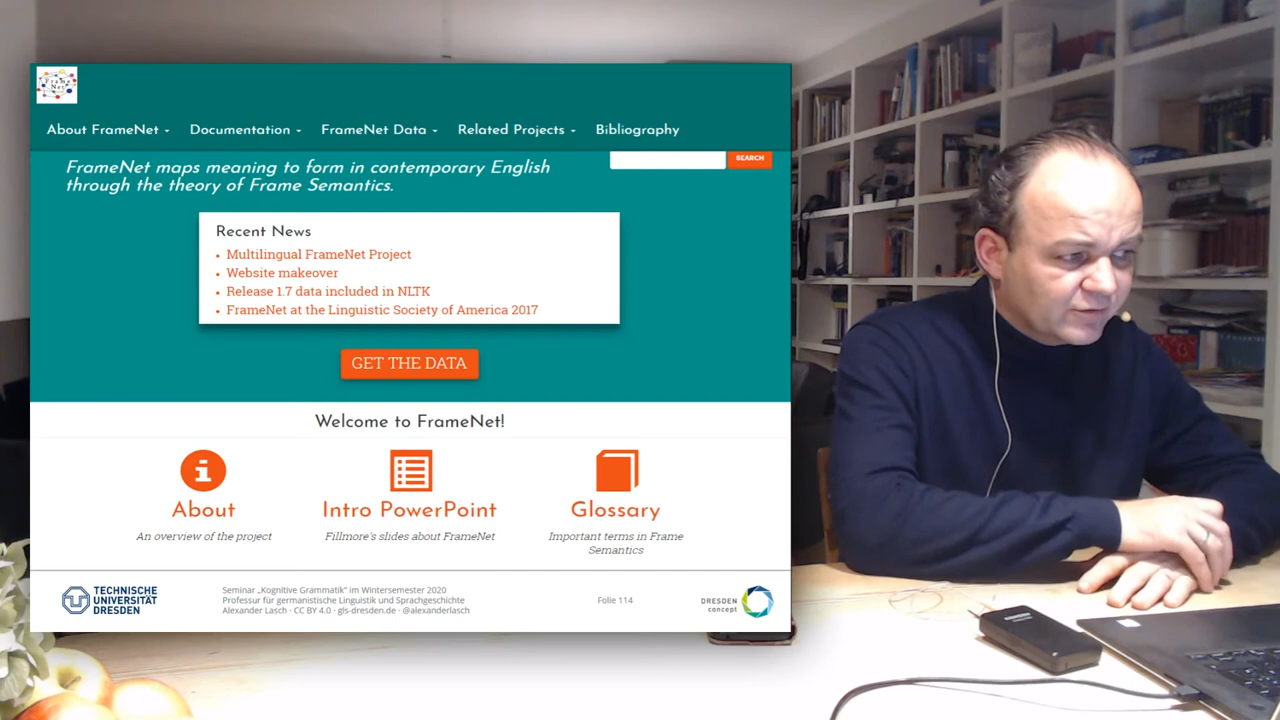 About FrameNet
Documentation
FrameNet Data
Related Projects
Bibliography
FrameNet maps meaning to form in contemporary English
through the theory of Frame Semantics.
SEARCH
Recent News
Multilingual FrameNet Project
Website makeover
Release 1.7 data included in NLTK
FrameNet at the Linguistic Society of America 2017
GET THE DATA
Welcome to FrameNet!
About
An overview of the project
Intro PowerPoint
Fillmore's slides about FrameNet
Glossary
Important terms in Frame
Semantics
TECHNISCHE
UNIVERSITÄT
DRESDEN
Seminar „Kognitive Grammatik" im Wintersemester 2020
Professur für germanistische Linguistik und Sprachgeschichte
Alexander Lasch · CC BY 4.0 · gls-dresden.de · @alexanderlasch
Folie 114
DRESDEN
concept